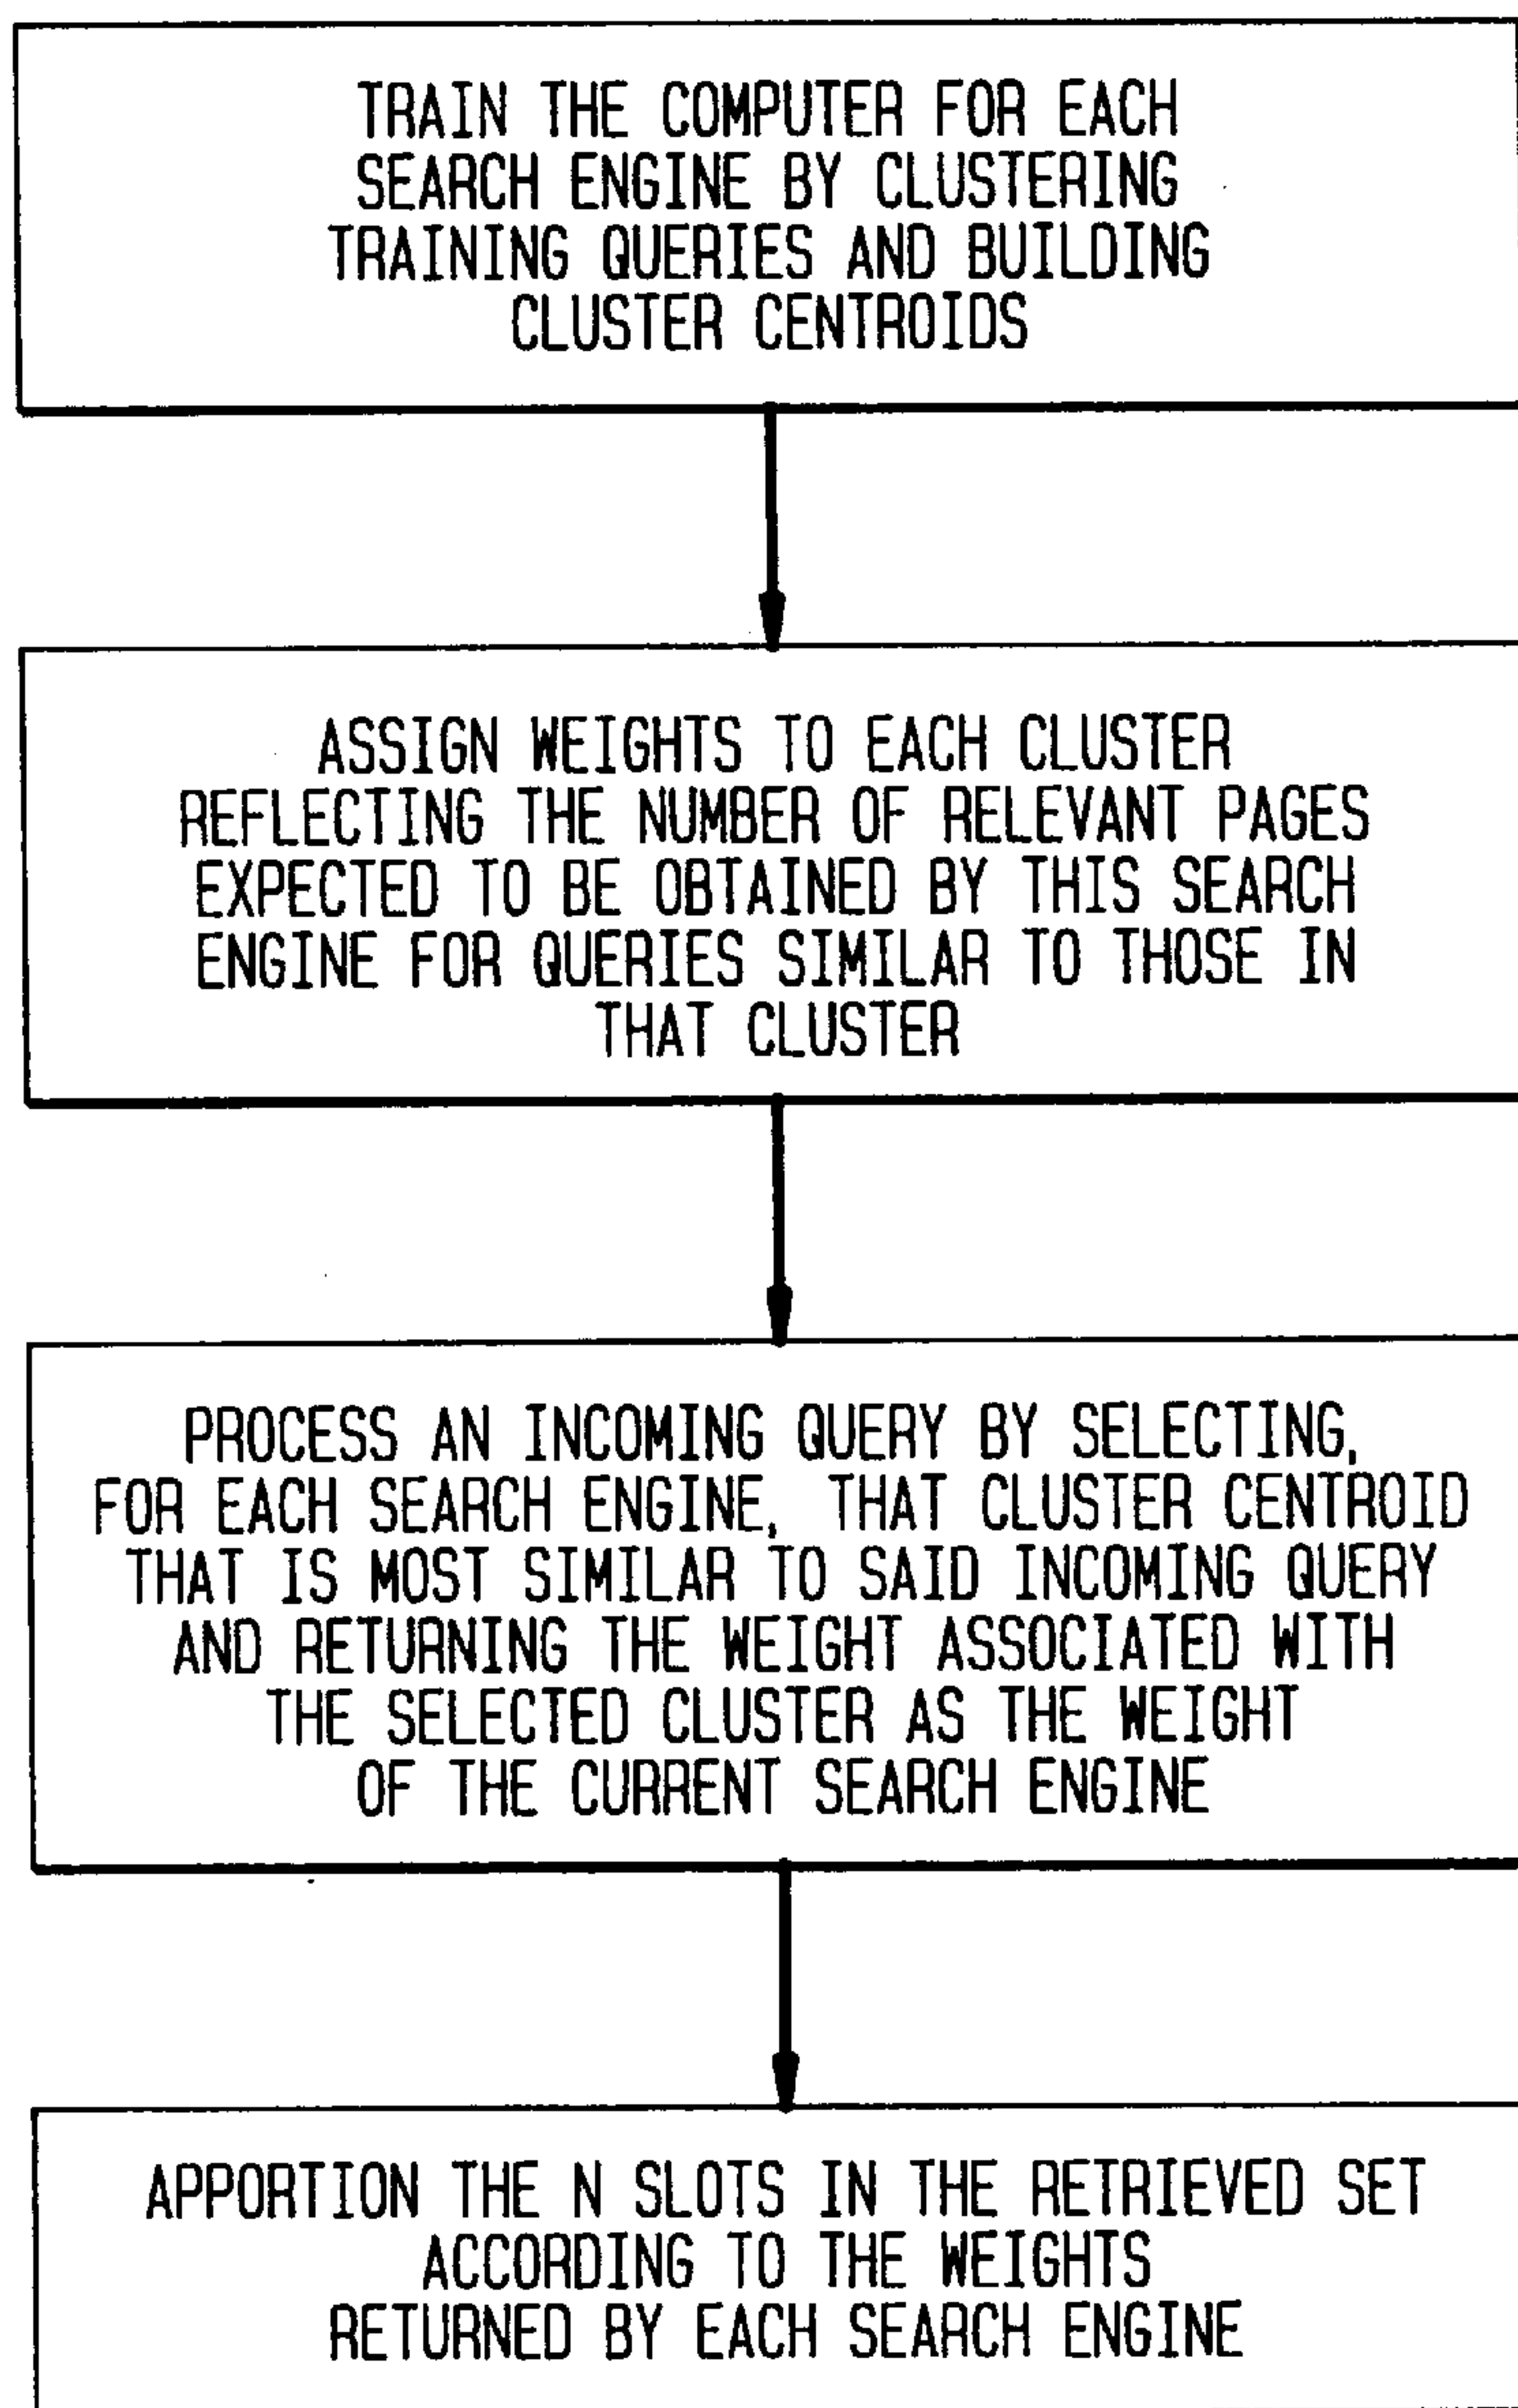 TRAIN THE COMPUTER FOR EACH
SEARCH ENGINE BY CLUSTERING
TRAINING QUERIES AND BUILDING
CLUSTER CENTROIDS
ASSIGN WEIGHTS TO EACH CLUSTER
REFLECTING THE NUMBER OF RELEVANT PAGES
EXPECTED TO BE OBTAINED BY THIS SEARCH
ENGINE FOR QUERIES SIMILAR TO THOSE IN
THAT CLUSTER
PROCESS AN INCOMING QUERY BY SELECTING,
FOR EACH SEARCH ENGINE, THAT CLUSTER CENTROID
THAT IS MOST SIMILAR TO SAID INCOMING QUERY
AND RETURNING THE WEIGHT ASSOCIATED WITH
THE SELECTED CLUSTER AS THE WEIGHT
OF THE CURRENT SEARCH ENGINE
APPORTION THE N SLOTS IN THE RETRIEVED SET
ACCORDING TO THE WEIGHTS
RETURNED BY EACH SEARCH ENGINE